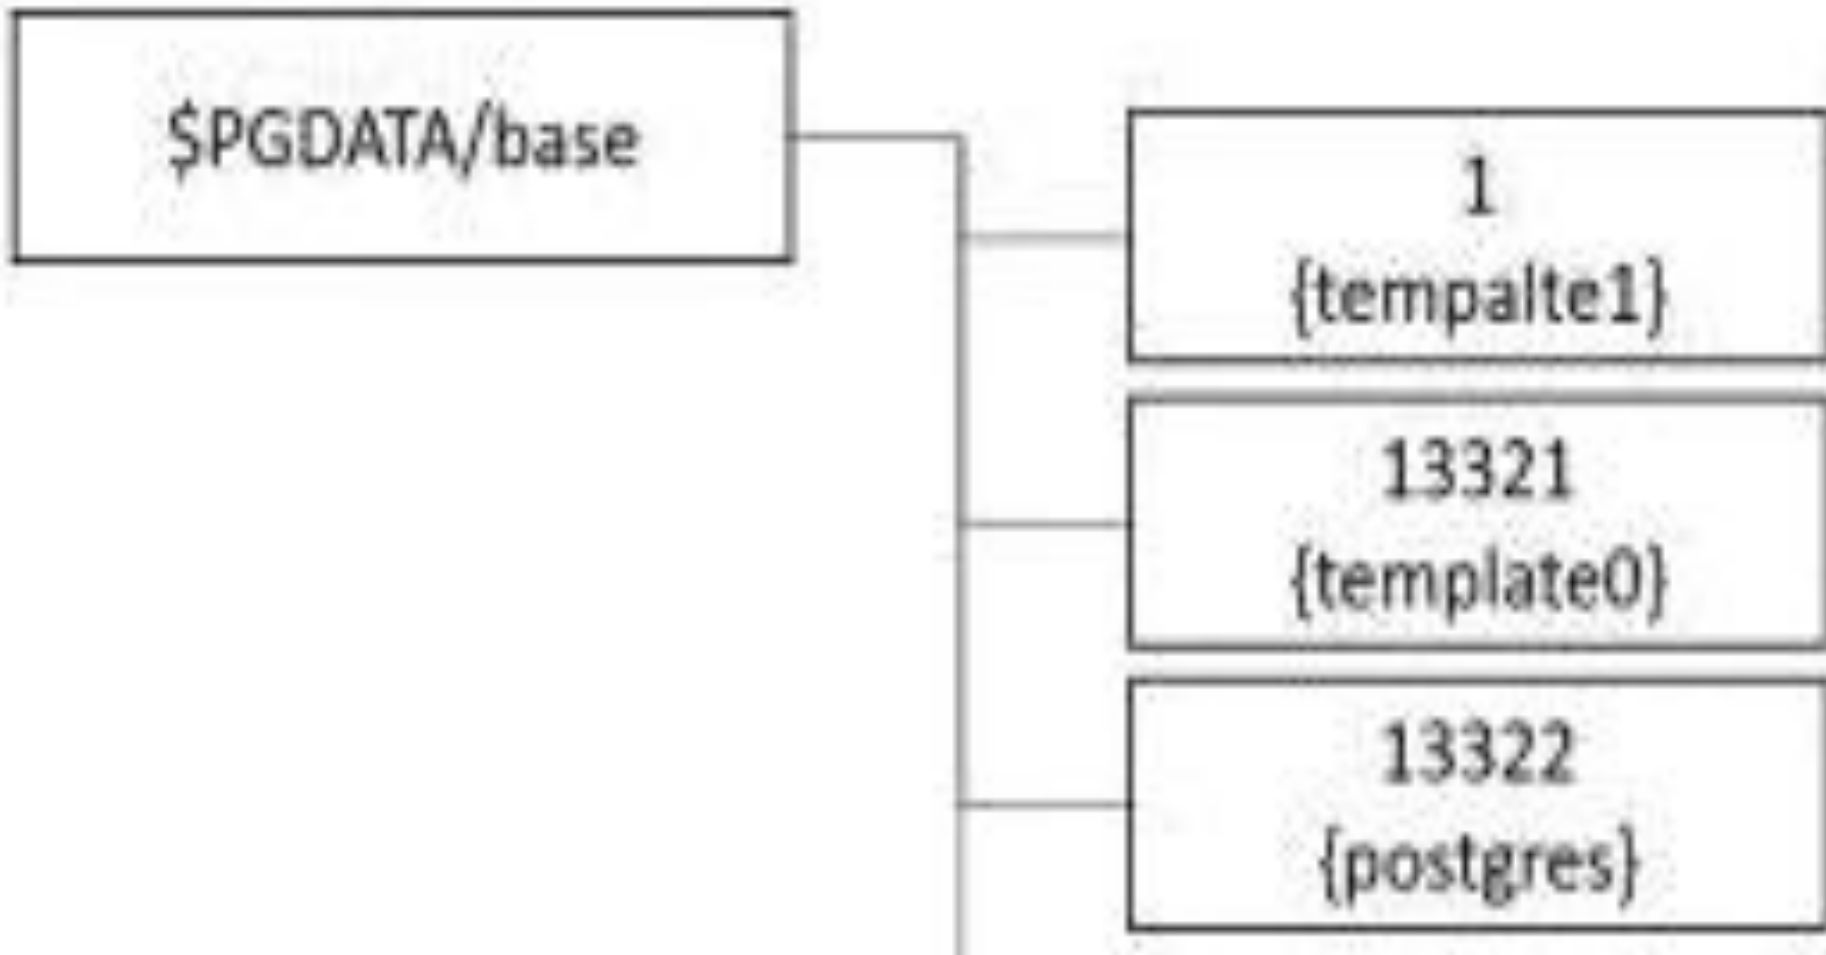 $PGDATA/base
1
{tempalte1}
13321
{template0}
13322
{postgres}